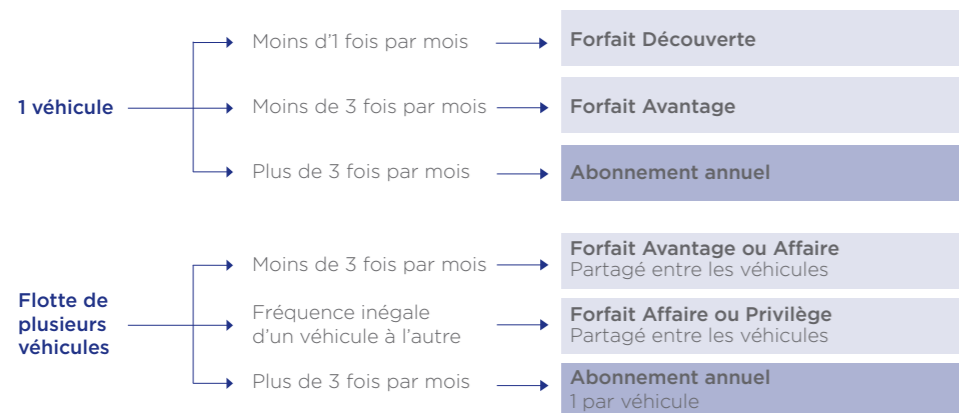 1 véhicule
Moins d'1 fois par mois
Forfait Découverte
Moins de 3 fois par mois
Forfait Avantage
Plus de 3 fois par mois
Abonnement annuel
Flotte de
plusieurs
véhicules
Moins de 3 fois par mois
Forfait Avantage ou Affaire
Partagé entre les véhicules
Fréquence inégale
d'un véhicule à l'autre
Forfait Affaire ou Privilège
Partagé entre les véhicules
Plus de 3 fois par mois
Abonnement annuel
1 par véhicule